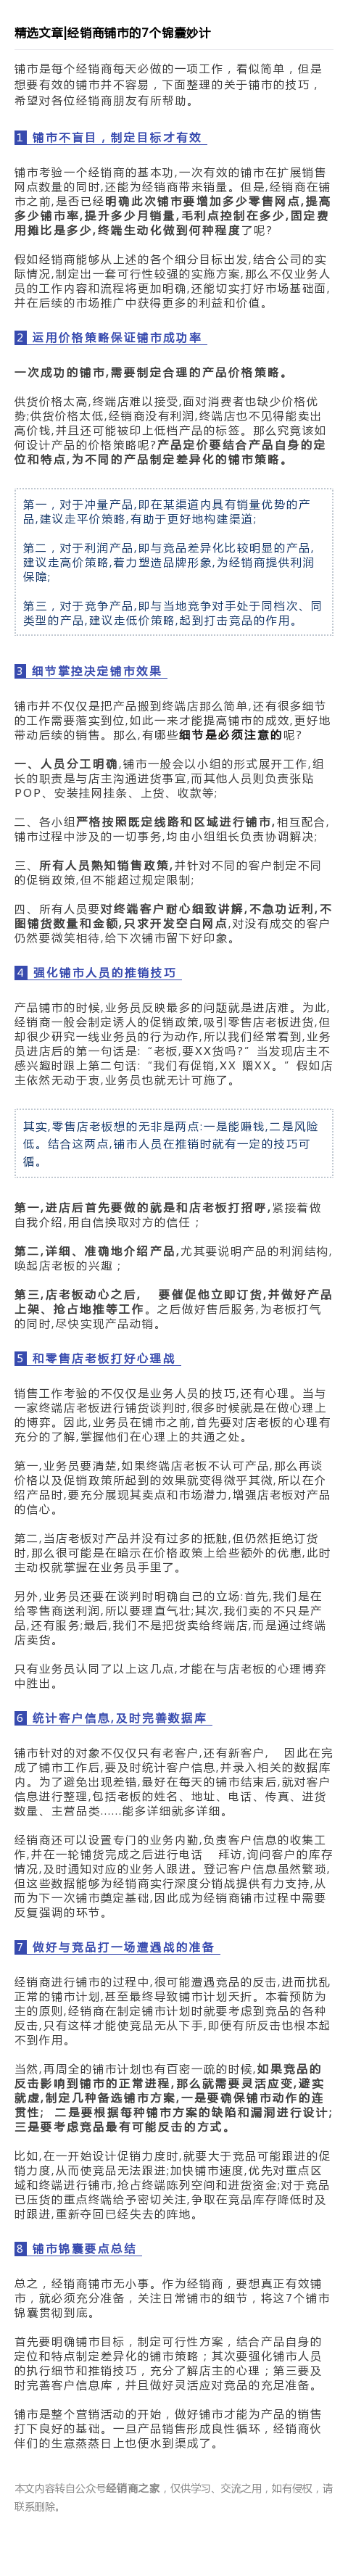 精选文章|经销商铺市的7个锦囊妙计
铺市是每个经销商每天必做的一项工作，看似简单，但是
想要有效的铺市并不容易，下面整理的关于铺市的技巧，
希望对各位经销商朋友有所帮助。
1 铺市不盲目，制定目标才有效
铺市考验一个经销商的基本功,一次有效的铺市在扩展销售
网点数量的同时,还能为经销商带来销量。但是,经销商在铺
市之前,是否已经明确此次铺市要增加多少零售网点,提高
多少铺市率,提升多少月销量,毛利点控制在多少,固定费
用摊比是多少,终端生动化做到何种程度了呢?
假如经销商能够从上述的各个细分目标出发,结合公司的实
际情况,制定出一套可行性较强的实施方案,那么不仅业务人
员的工作内容和流程将更加明确,还能切实打好市场基础面,
并在后续的市场推广中获得更多的利益和价值。
2 运用价格策略保证铺市成功率
一次成功的铺市,需要制定合理的产品价格策略。
供货价格太高,终端店难以接受,面对消费者也缺少价格优
势;供货价格太低,经销商没有利润,终端店也不见得能卖出
高价钱,并且还可能被印上低档产品的标签。那么究竟该如
何设计产品的价格策略呢?产品定价要结合产品自身的定
位和特点,为不同的产品制定差异化的铺市策略。
第一，对于冲量产品,即在某渠道内具有销量优势的产
品,建议走平价策略,有助于更好地构建渠道;
第二，对于利润产品,即与竞品差异化比较明显的产品,
建议走高价策略,着力塑造品牌形象,为经销商提供利润
保障;
第三，对于竞争产品,即与当地竞争对手处于同档次、同
类型的产品,建议走低价策略,起到打击竞品的作用。
3 细节掌控决定铺市效果
铺市并不仅仅是把产品搬到终端店那么简单,还有很多细节
的工作需要落实到位,如此一来才能提高铺市的成效,更好地
带动后续的销售。那么,有哪些细节是必须注意的呢?
一、人员分工明确,铺市一般会以小组的形式展开工作,组
长的职责是与店主沟通进货事宜,而其他人员则负责张贴
POP、安装挂网挂条、上货、收款等;
二、各小组严格按照既定线路和区域进行铺市,相互配合,
铺市过程中涉及的一切事务,均由小组组长负责协调解决;
三、所有人员熟知销售政策,并针对不同的客户制定不同
的促销政策,但不能超过规定限制;
四、所有人员要对终端客户耐心细致讲解,不急功近利,不
图铺货数量和金额,只求开发空白网点,对没有成交的客户
仍然要微笑相待,给下次铺市留下好印象。
4 强化铺市人员的推销技巧
产品铺市的时候,业务员反映最多的问题就是进店难。为此,
经销商一般会制定诱人的促销政策,吸引零售店老板进货,但
却很少研究一线业务员的行为动作,所以我们经常看到,业务
员进店后的第一句话是: “老板,要XX货吗?” 当发现店主不
感兴趣时跟上第二句话: “我们有促销,XX 赠XX。” 假如店
主依然无动于衷,业务员也就无计可施了。
其实,零售店老板想的无非是两点:一是能赚钱,二是风险
低。结合这两点,铺市人员在推销时就有一定的技巧可
循。
第一,进店后首先要做的就是和店老板打招呼,紧接着做
自我介绍,用自信换取对方的信任；
第二,详细、准确地介绍产品,尤其要说明产品的利润结构,
唤起店老板的兴趣；
第三,店老板动心之后, 要催促他立即订货,并做好产品
上架、抢占地推等工作。之后做好售后服务,为老板打气
的同时,尽快实现产品动销。
5 和零售店老板打好心理战
销售工作考验的不仅仅是业务人员的技巧,还有心理。当与
一家终端店老板进行铺货谈判时,很多时候就是在做心理上
的博弈。因此,业务员在铺市之前,首先要对店老板的心理有
充分的了解,掌握他们在心理上的共通之处。
第一,业务员要清楚,如果终端店老板不认可产品,那么再谈
价格以及促销政策所起到的效果就变得微乎其微,所以在介
绍产品时,要充分展现其卖点和市场潜力,增强店老板对产品
的信心。
第二,当店老板对产品并没有过多的抵触,但仍然拒绝订货
时,那么很可能是在暗示在价格政策上给些额外的优惠,此时
主动权就掌握在业务员手里了。
另外,业务员还要在谈判时明确自己的立场:首先,我们是在
给零售商送利润,所以要理直气壮;其次,我们卖的不只是产
品,还有服务;最后,我们不是把货卖给终端店,而是通过终端
店卖货。
只有业务员认同了以上这几点,才能在与店老板的心理博弈
中胜出。
6 统计客户信息,及时完善数据库
铺市针对的对象不仅仅只有老客户,还有新客户, 因此在完
成了铺市工作后,要及时统计客户信息,并录入相关的数据库
内。为了避免出现差错,最好在每天的铺市结束后,就对客户
信息进行整理,包括老板的姓名、地址、电话、传真、进货
数量、主营品类......能多详细就多详细。
经销商还可以设置专门的业务内勤,负责客户信息的收集工
作,并在一轮铺货完成之后进行电话 拜访,询问客户的库存
情况,及时通知对应的业务人跟进。登记客户信息虽然繁琐,
但这些数据能够为经销商实行深度分销战提供有力支持,从
而为下一次铺市奠定基础,因此成为经销商铺市过程中需要
反复强调的环节。
7 做好与竞品打一场遭遇战的准备
经销商进行铺市的过程中,很可能遭遇竞品的反击,进而扰乱
正常的铺市计划,甚至最终导致铺市计划夭折。本着预防为
主的原则,经销商在制定铺市计划时就要考虑到竞品的各种
反击,只有这样才能使竞品无从下手,即便有所反击也根本起
不到作用。
当然,再周全的铺市计划也有百密一疏的时候,如果竞品的
反击影响到铺市的正常进程,那么就需要灵活应变,避实
就虚,制定几种备选铺市方案,一是要确保铺市动作的连
贯性; 二是要根据每种铺市方案的缺陷和漏洞进行设计;
三是要考虑竞品最有可能反击的方式。
比如,在一开始设计促销力度时,就要大于竞品可能跟进的促
销力度,从而使竞品无法跟进;加快铺市速度,优先对重点区
域和终端进行铺市,抢占终端陈列空间和进货资金;对于竞品
已压货的重点终端给予密切关注,争取在竞品库存降低时及
时跟进,重新夺回已经失去的阵地。
8 铺市锦囊要点总结
总之，经销商铺市无小事。作为经销商，要想真正有效铺
市，就必须充分准备，关注日常铺市的细节，将这7个铺市
锦囊贯彻到底。
首先要明确铺市目标，制定可行性方案，结合产品自身的
定位和特点制定差异化的铺市策略；其次要强化铺市人员
的执行细节和推销技巧，充分了解店主的心理；第三要及
时完善客户信息库，并且做好灵活应对竞品的充足准备。
铺市是整个营销活动的开始，做好铺市才能为产品的销售
打下良好的基础。一旦产品销售形成良性循环，经销商伙
伴们的生意蒸蒸日上也便水到渠成了。
本文内容转自公众号经销商之家，仅供学习、交流之用，如有侵权，请
联系删除。